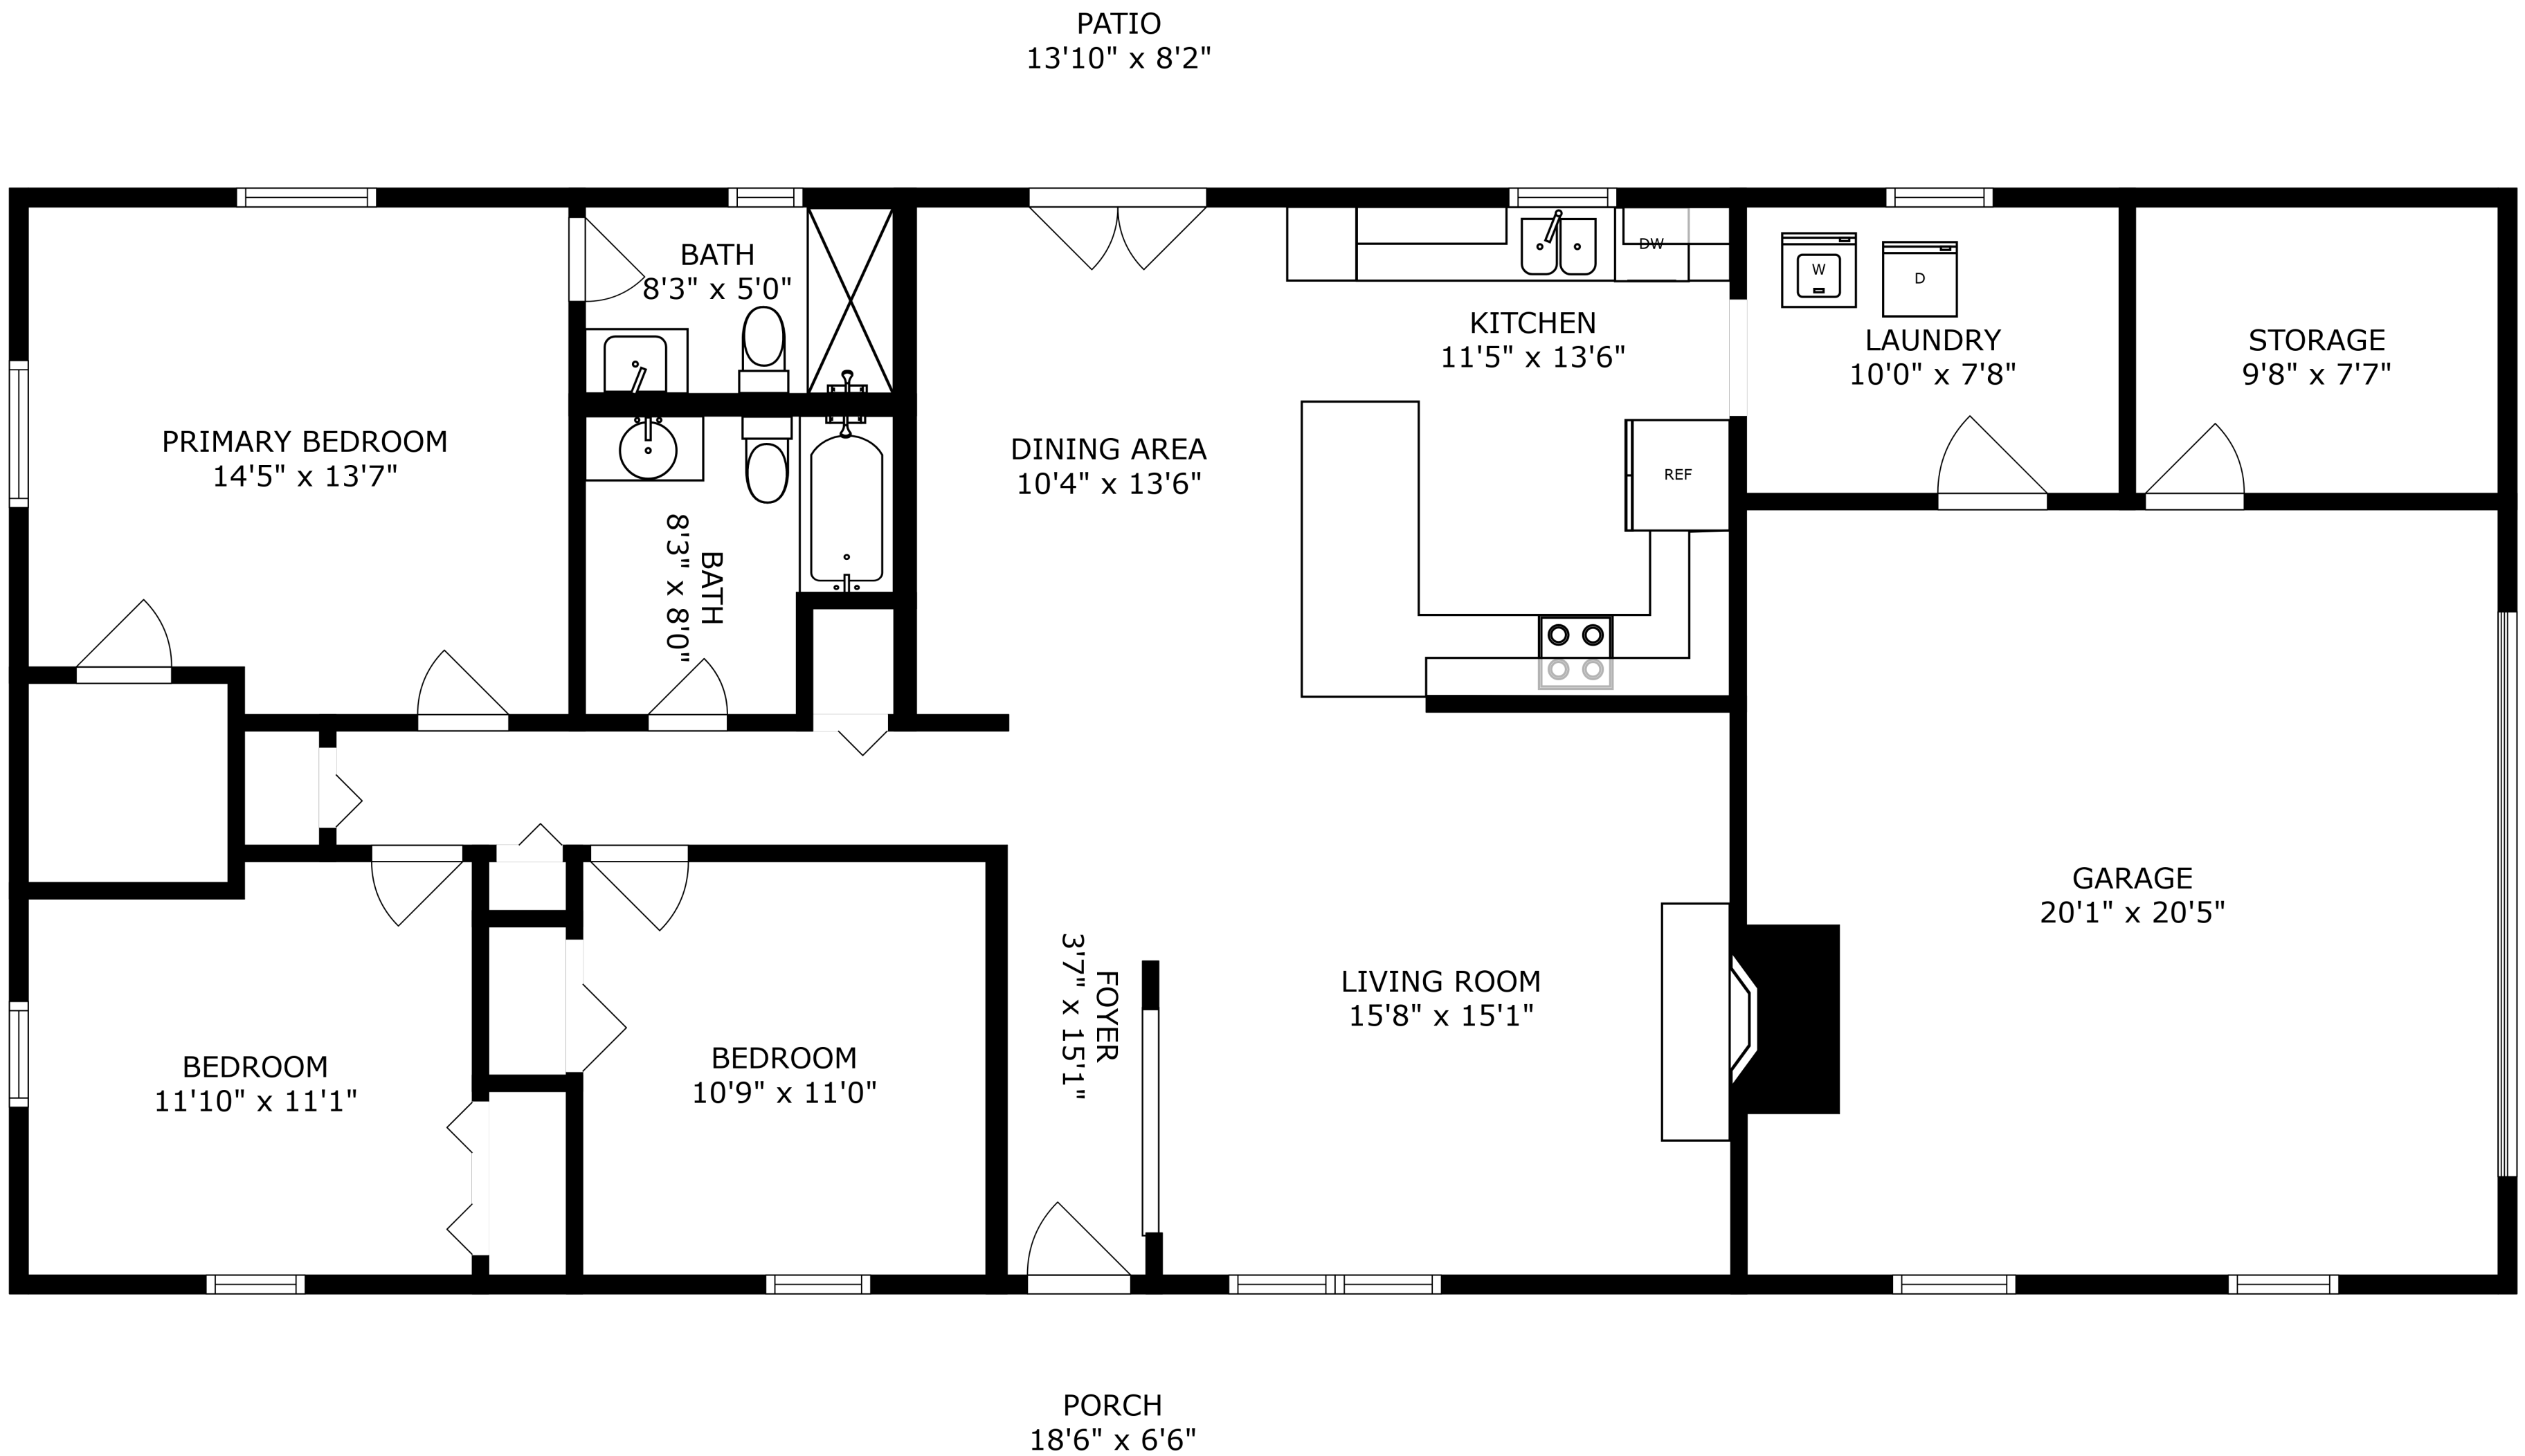 PATIO
13'10" x 8'2"
BATH
8'3" x 5'0"
DW
W
D
KITCHEN
11'5" x 13'6"
LAUNDRY
10'0" x 7'8"
STORAGE
9'8" x 7'7"
PRIMARY BEDROOM
14'5" x 13'7"
DINING AREA
10'4" x 13'6"
REF
BATH
8'3" x 8'0"
GARAGE
20'1" x 20'5"
FOYER
3'7" x 15'1"
LIVING ROOM
15'8" x 15'1"
BEDROOM
11'10" x 11'1"
BEDROOM
10'9" x 11'0"
PORCH
18'6" x 6'6"